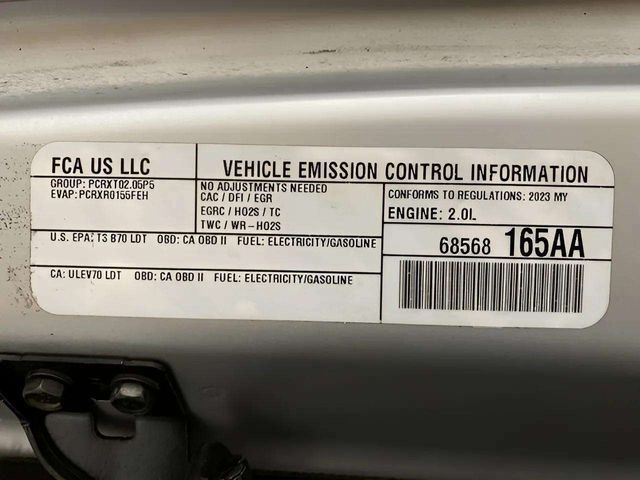 FCA US LLC
GROUP: PCRXT02.05P5
EVAP: PCRXR0155FEH
VEHICLE EMISSION CONTROL INFORMATION
NO ADJUSTMENTS NEEDED
CAC / DFI / EGR
EGRC / HO2S / TC
TWC / WR-HO2S
CONFORMS TO REGULATIONS: 2023 MY
ENGINE: 2.0L
U.S. EPA: T3 B70 LDT OBD: CA OBD II FUEL: ELECTRICITY/GASOLINE
CA: ULEV70 LDT OBD: CA OBD II FUEL: ELECTRICITY/GASOLINE
68568 165AA